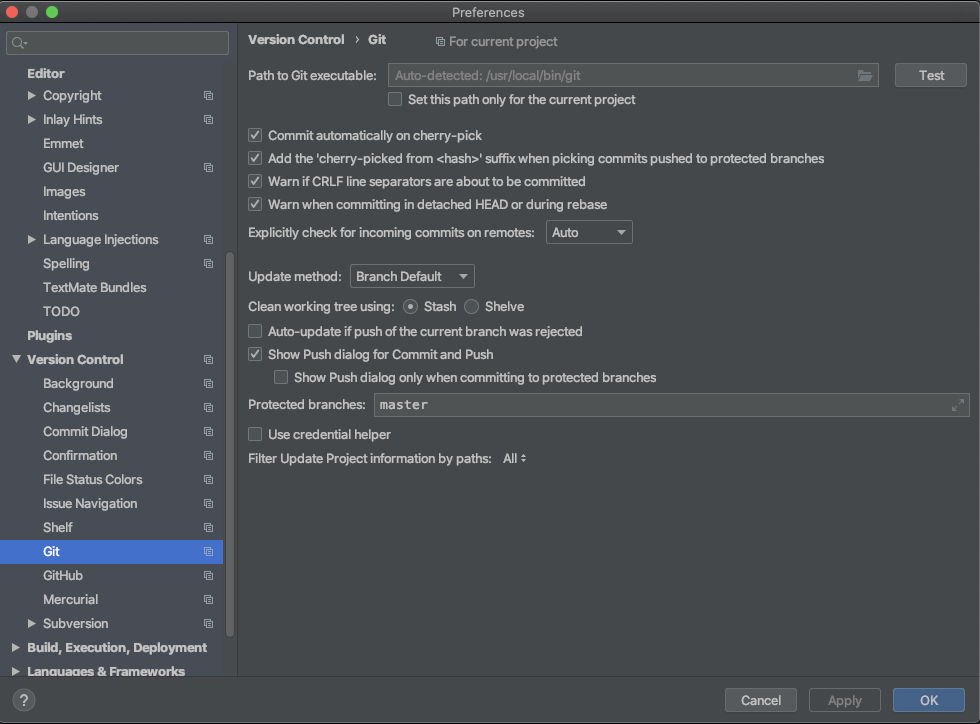 Preferences
Editor
Copyright
Inlay Hints
Emmet
GUI Designer
Images
Intentions
Language Injections
Spelling
TextMate Bundles
TODO
Plugins
Version Control
Background
Changelists
Commit Dialog
Confirmation
File Status Colors
Issue Navigation
Shelf
Git
GitHub
Mercurial
Subversion
Build, Execution, Deployment
Languages & Frameworks
Version Control › Git For current project
Path to Git executable: Auto-detected: /usr/local/bin/git Test
Set this path only for the current project
Commit automatically on cherry-pick
Add the 'cherry-picked from <hash>' suffix when picking commits pushed to protected branches
Warn if CRLF line separators are about to be committed
Warn when committing in detached HEAD or during rebase
Explicitly check for incoming commits on remotes: Auto
Update method: Branch Default
Clean working tree using: Stash Shelve
Auto-update if push of the current branch was rejected
Show Push dialog for Commit and Push
Show Push dialog only when committing to protected branches
Protected branches: master
Use credential helper
Filter Update Project information by paths: All
? Cancel Apply OK